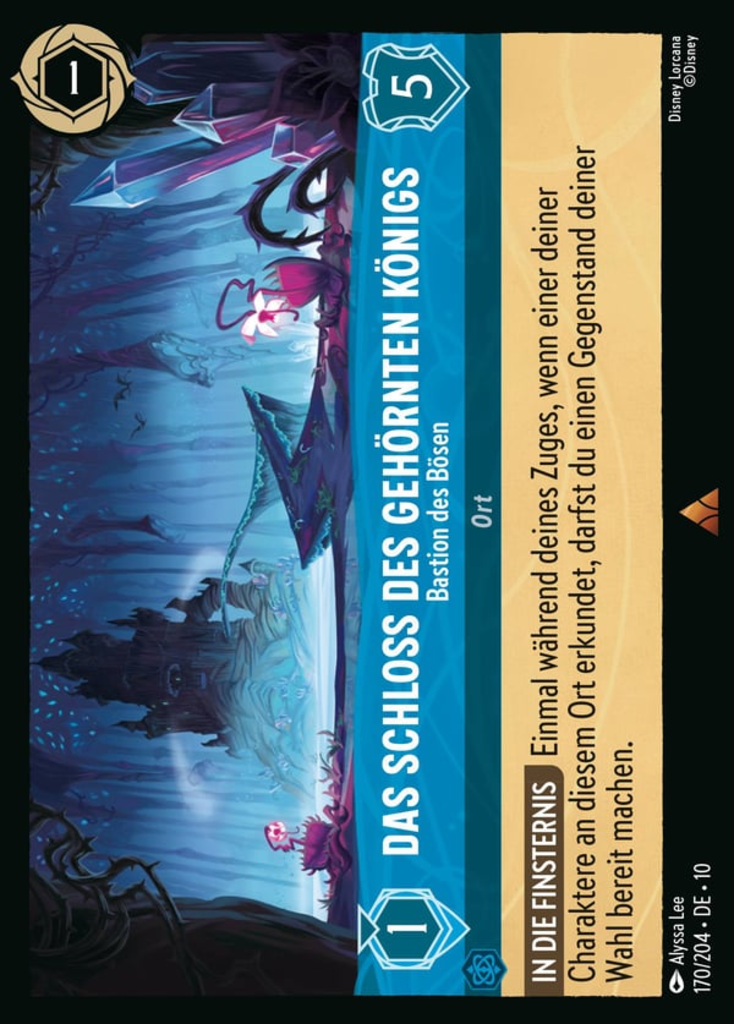 1
1
DAS SCHLOSS DES GEHÖRNTEN KÖNIGS
5
Bastion des Bösen
Ort
IN DIE FINSTERNIS Einmal während deines Zuges, wenn einer deiner
Charaktere an diesem Ort erkundet, darfst du einen Gegenstand deiner
Wahl bereit machen.
Alyssa Lee
170/204 • DE • 10
Disney Lorcana
©Disney